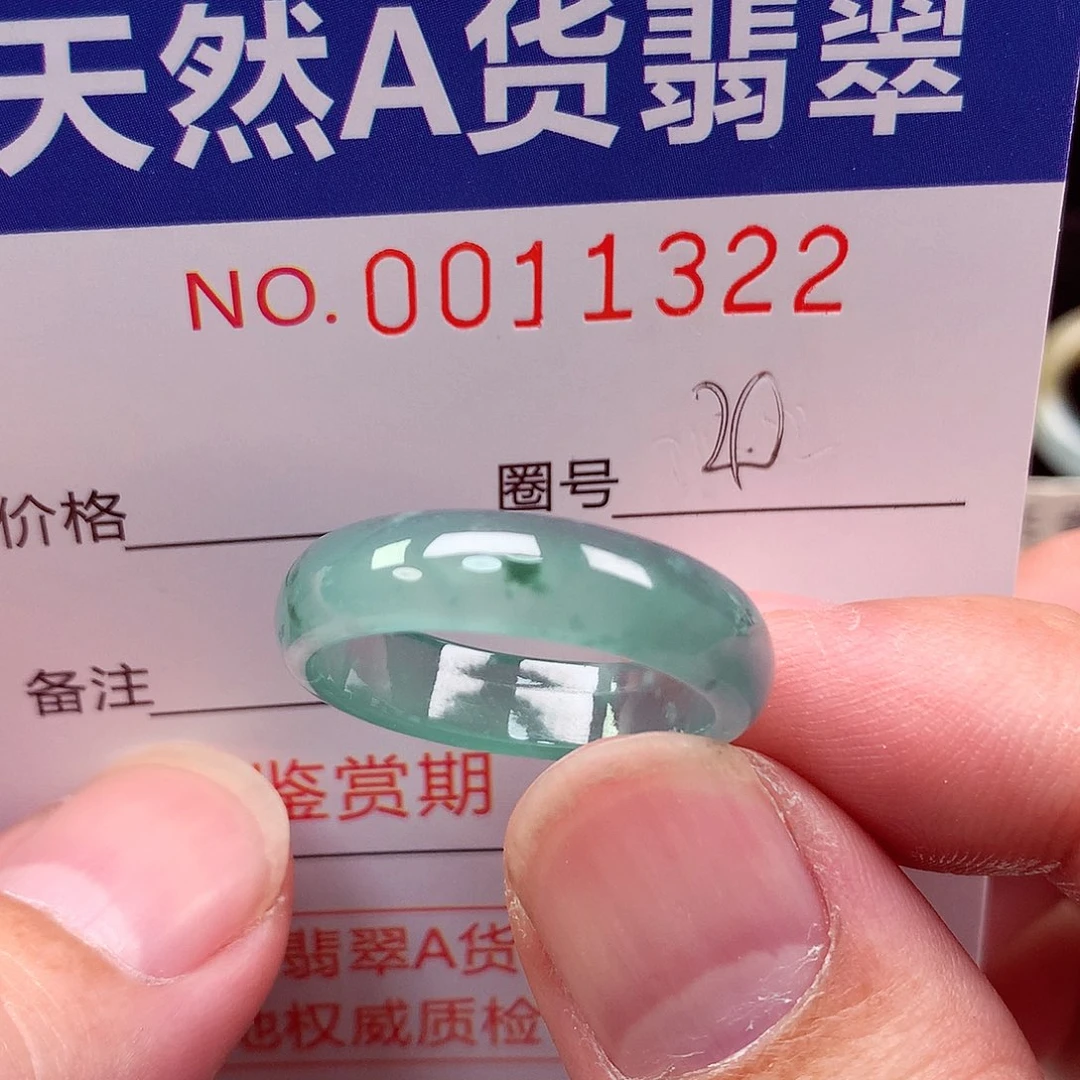 天然A货翡翠
NO.0011322
价格
圈号 20
备注
鉴赏期
翡翠A货
地权威质检